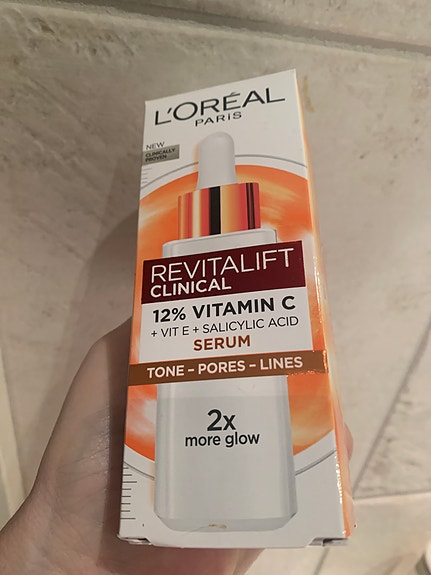 L'ORÉAL
PARiS
NEW
CLINICALLY
PROVEN
REVITALIFT
CLINICAL
12% VITAMIN C
+ VIT E + SALICYLIC ACID
SERUM
TONE – PORES – LINES
2x
more glow